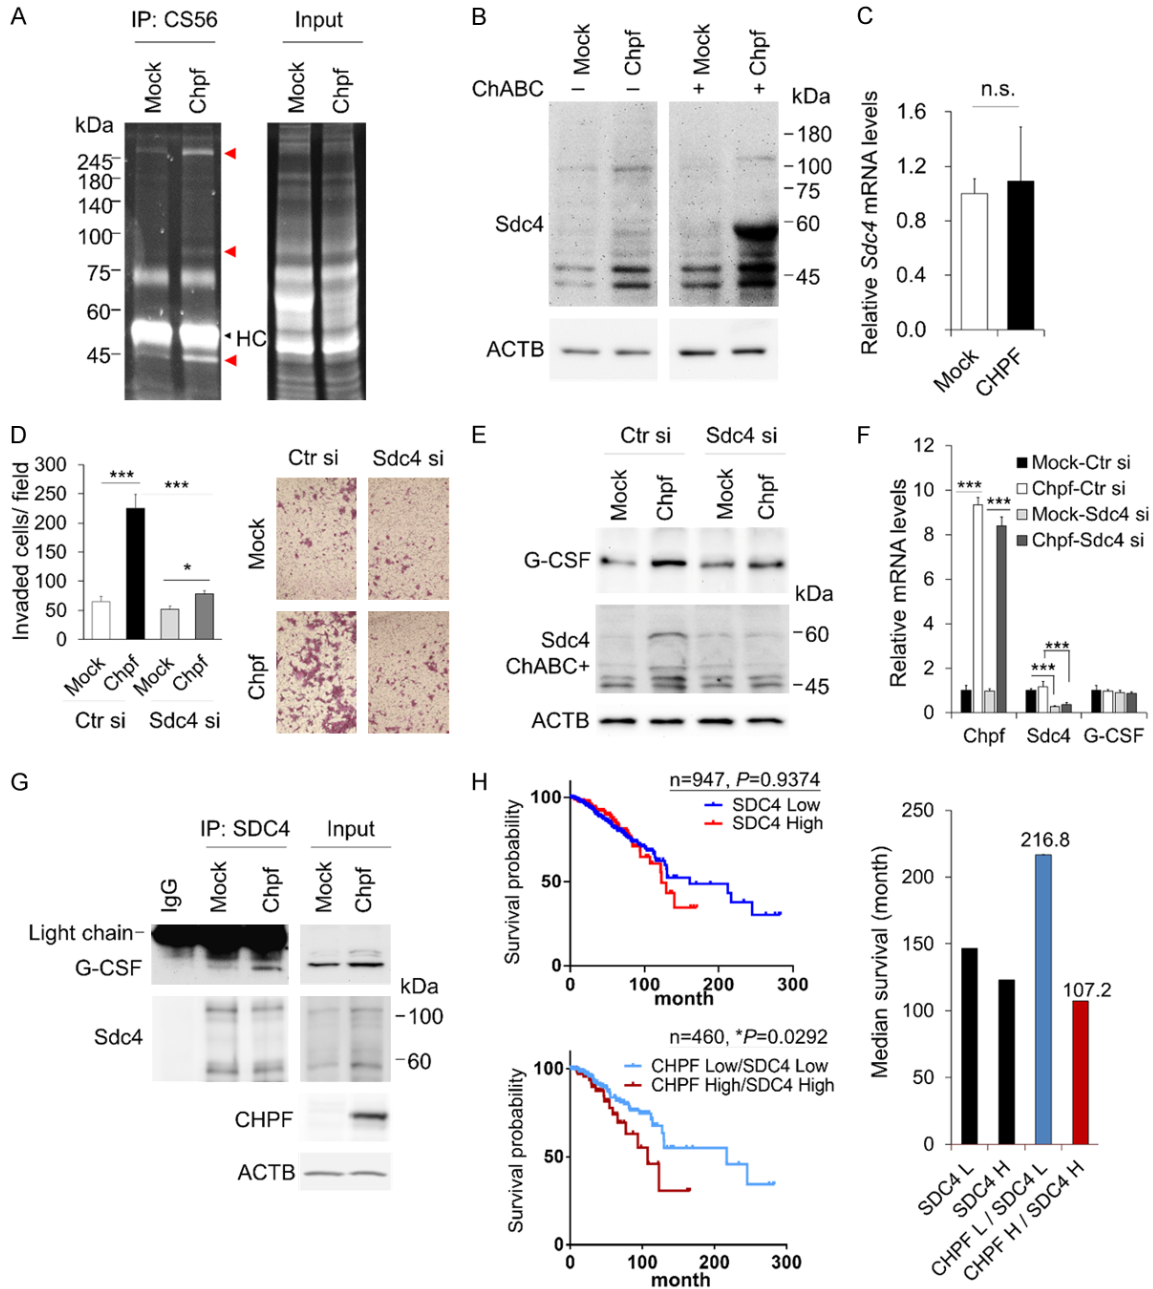 A
IP: CS56
Input
Mock
Chpf
Mock
Chpf
kDa
245
180
140
100
75
60
45
HC
B
Mock
Chpf
Mock
Chpf
ChABC
– – + +
kDa
180
100
75
60
45
Sdc4
ACTB
C
n.s.
Relative Sdc4 mRNA levels
1.6
1.2
0.8
0.4
0.0
Mock
CHPF
D
Invaded cells/ field
300
250
200
150
100
50
0
***
***
*
Mock
Chpf
Mock
Chpf
Ctr si
Sdc4 si
Ctr si
Sdc4 si
Mock
Chpf
E
Ctr si
Sdc4 si
Mock
Chpf
Mock
Chpf
G-CSF
kDa
Sdc4
ChABC+
60
45
ACTB
F
Relative mRNA levels
12
10
8
6
4
2
0
Mock-Ctr si
Chpf-Ctr si
Mock-Sdc4 si
Chpf-Sdc4 si
***
***
***
***
Chpf
Sdc4
G-CSF
G
IP: SDC4
Input
IgG
Mock
Chpf
Mock
Chpf
Light chain
G-CSF
kDa
Sdc4
100
60
CHPF
ACTB
H
n=947, P=0.9374
SDC4 Low
SDC4 High
Survival probability
100
50
0
0 100 200 300
month
n=460, *P=0.0292
CHPF Low/SDC4 Low
CHPF High/SDC4 High
Survival probability
100
50
0
0 100 200 300
month
Median survival (month)
250
200
150
100
50
0
216.8
107.2
SDC4 L
SDC4 H
CHPF L / SDC4 L
CHPF H / SDC4 H